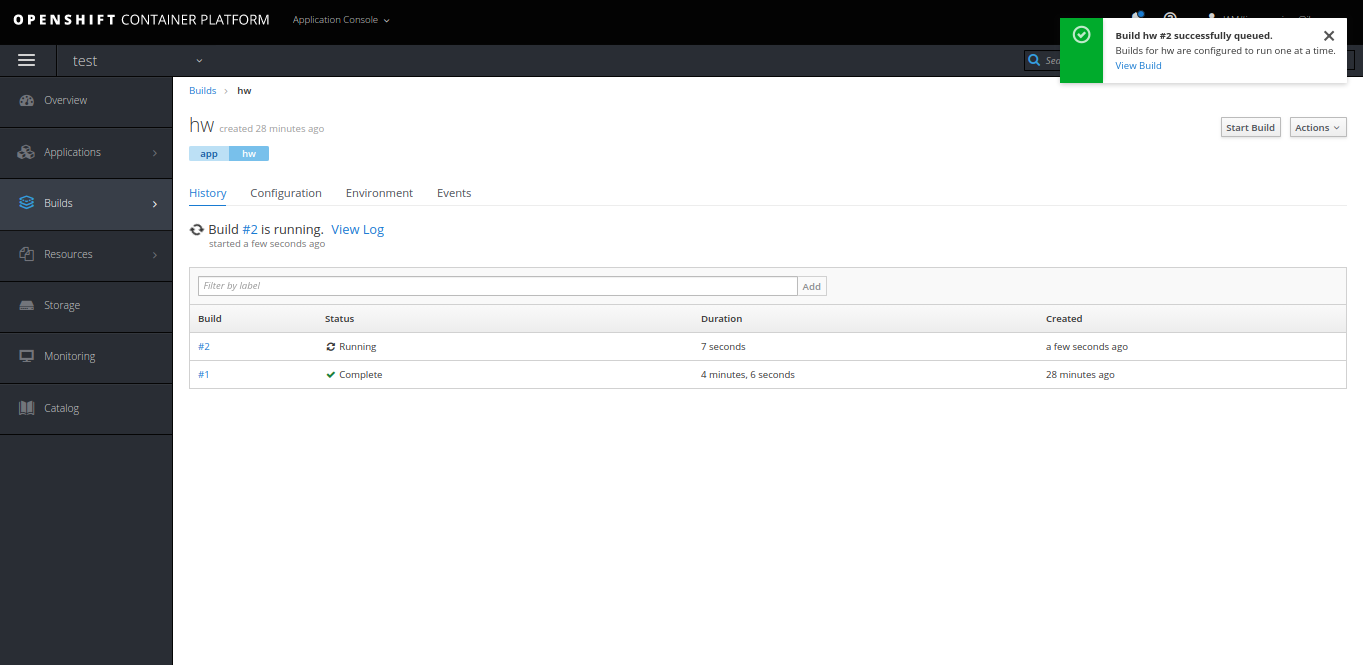 OPENSHIFT CONTAINER PLATFORM
Application Console
Build hw #2 successfully queued.
Builds for hw are configured to run one at a time.
View Build
test
Overview
Applications
Builds
Resources
Storage
Monitoring
Catalog
Builds > hw
hw created 28 minutes ago
Start Build
Actions
app hw
History Configuration Environment Events
Build #2 is running. View Log
started a few seconds ago
Filter by label
Add
Build Status Duration Created
#2 Running 7 seconds a few seconds ago
#1 Complete 4 minutes, 6 seconds 28 minutes ago